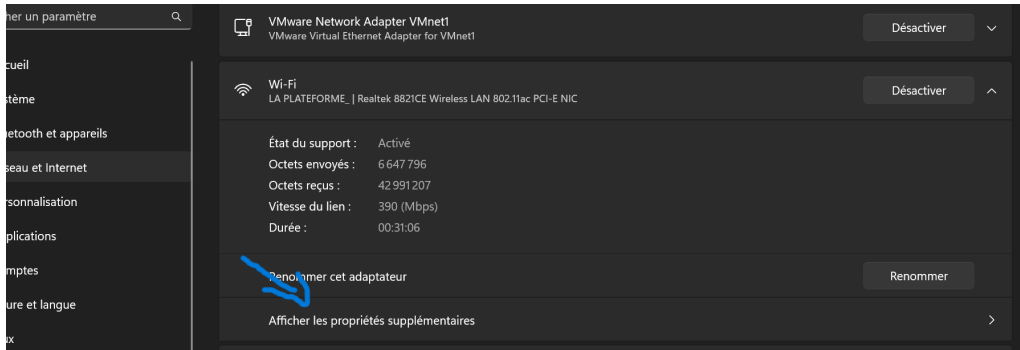 her un paramètre
VMware Network Adapter VMnet1
VMware Virtual Ethernet Adapter for VMnet1
Désactiver
cueil
stème
uetooth et appareils
seau et Internet
rsonnalisation
plications
mptes
ure et langue
ux
Wi-Fi
LA PLATEFORME_ | Realtek 8821CE Wireless LAN 802.11ac PCI-E NIC
Désactiver
État du support : Activé
Octets envoyés : 6 647 796
Octets reçus : 42 991 207
Vitesse du lien : 390 (Mbps)
Durée : 00:31:06
Renommer cet adaptateur
Renommer
Afficher les propriétés supplémentaires